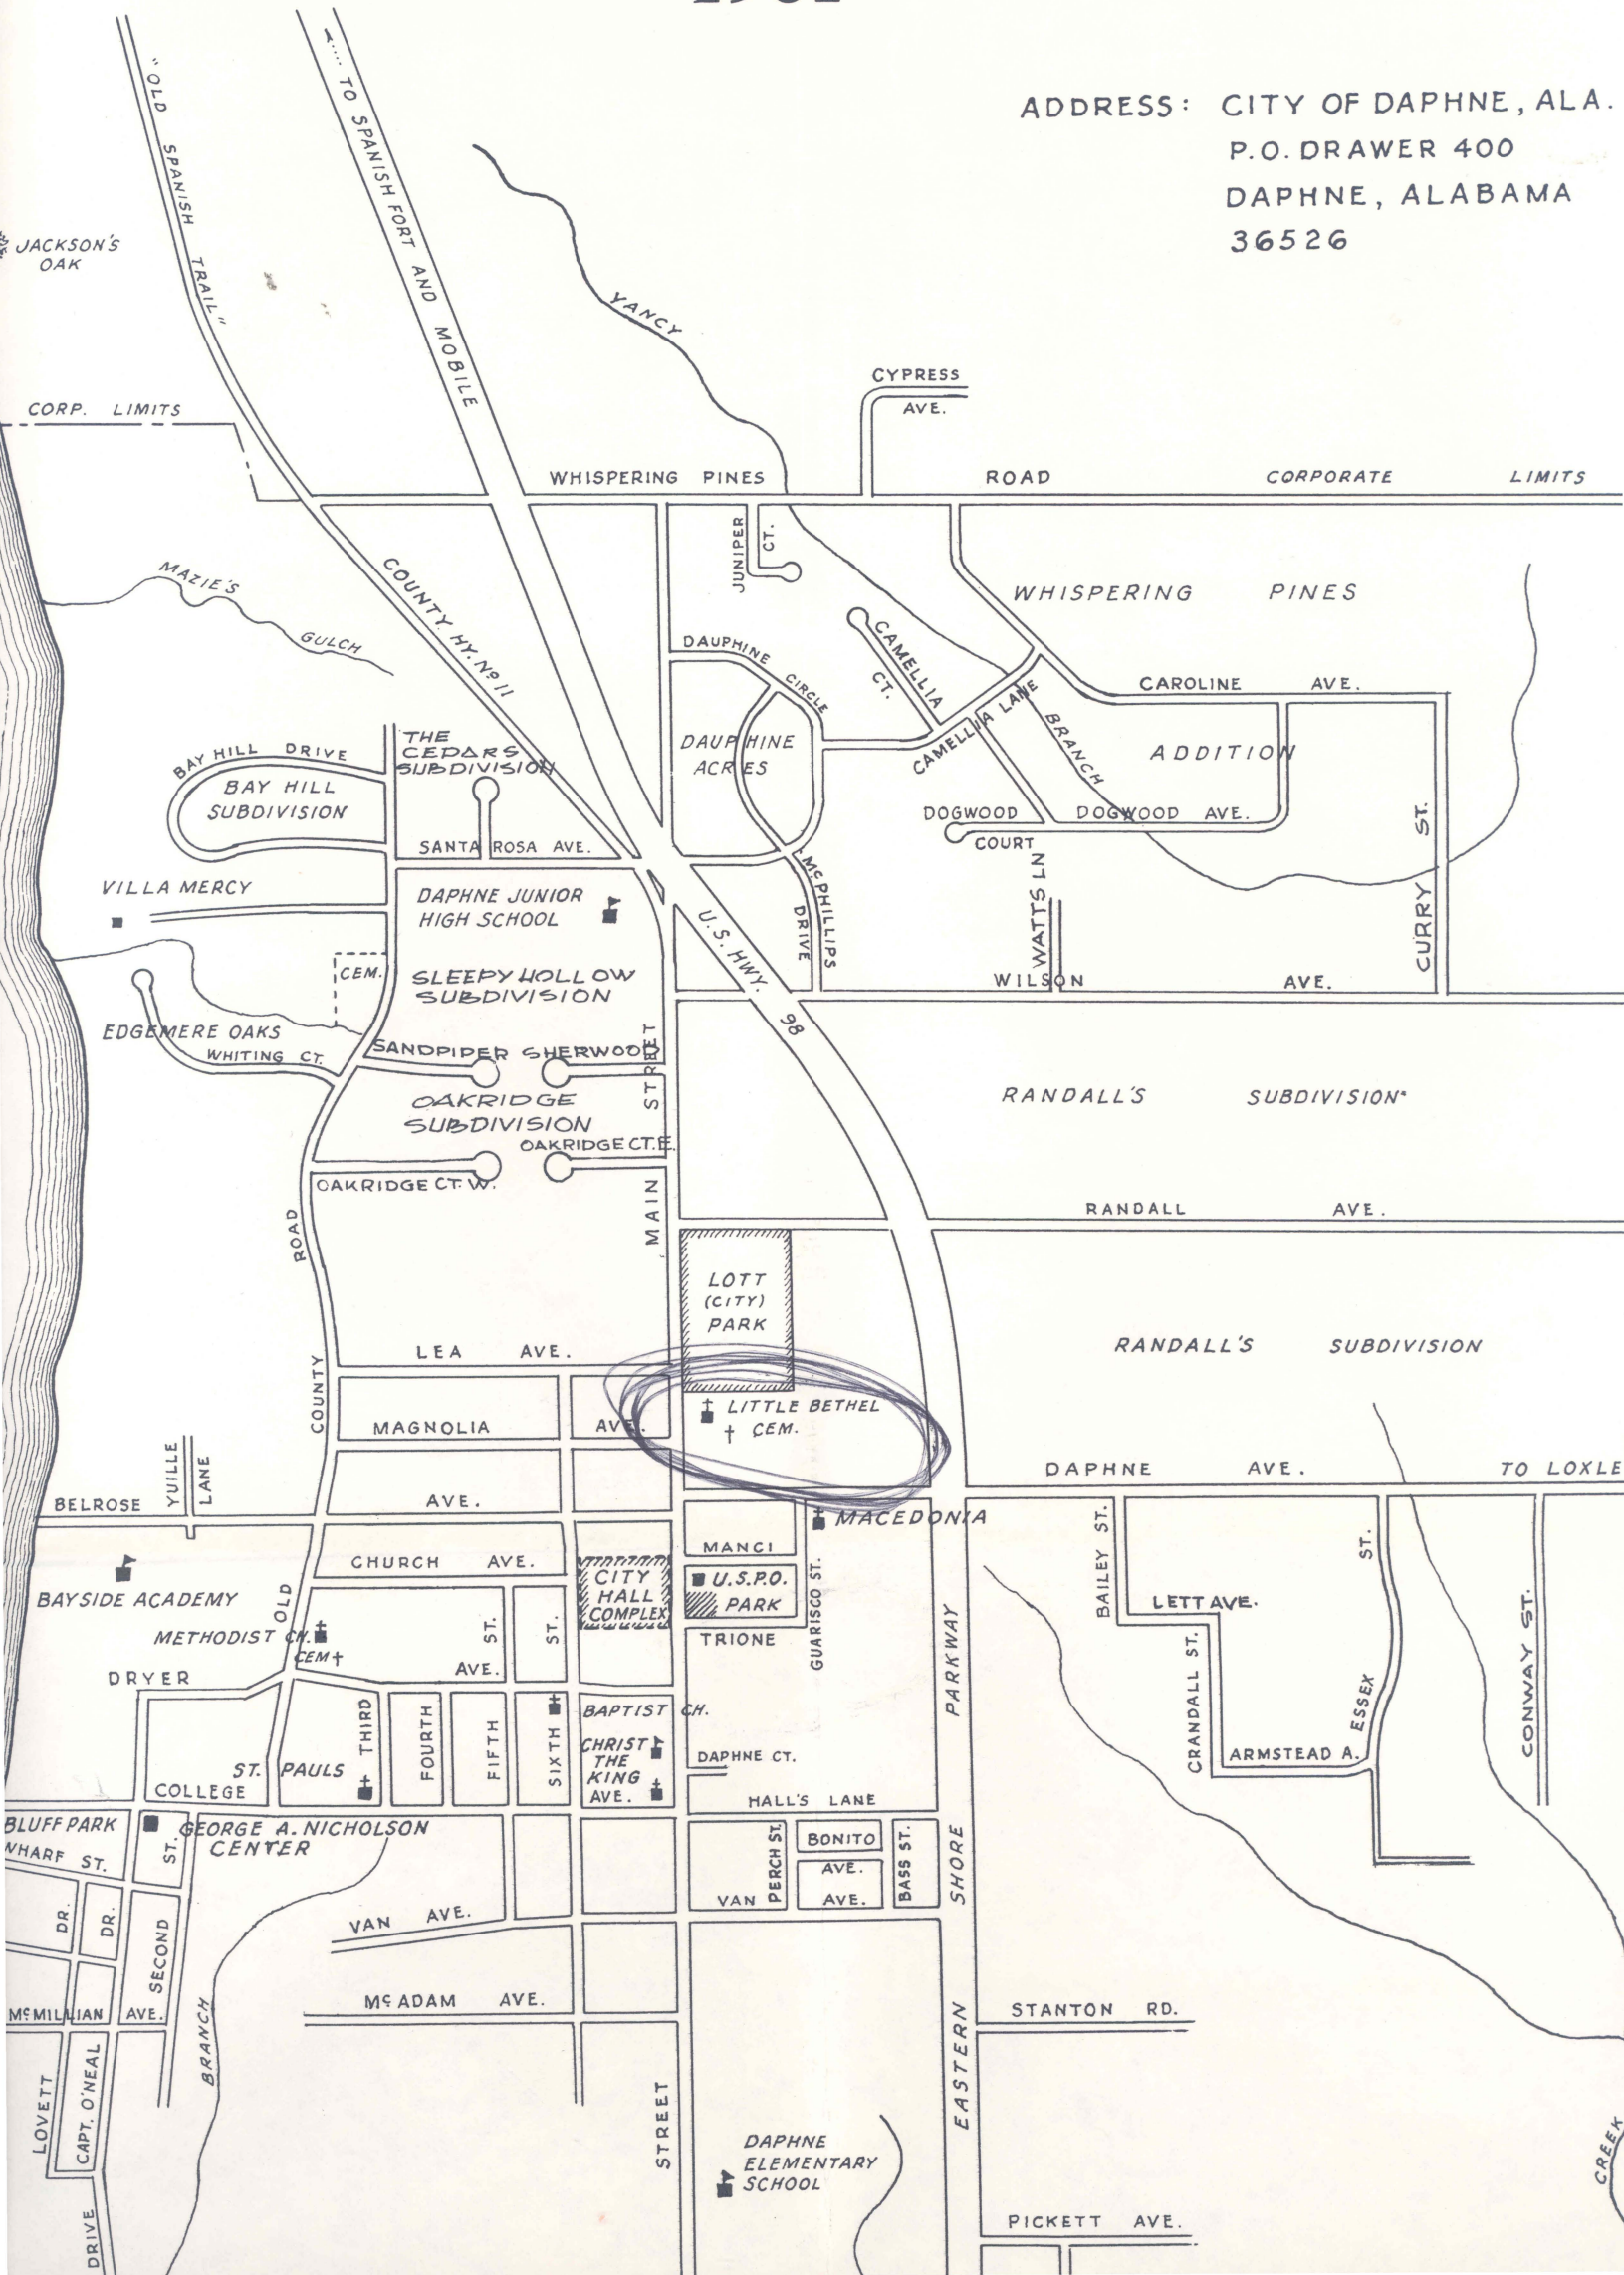 ADDRESS: CITY OF DAPHNE, ALA.
P.O. DRAWER 400
DAPHNE, ALABAMA
36526
"OLD SPANISH TRAIL"
TO SPANISH FORT AND MOBILE
JACKSON'S
OAK
YANCY
CYPRESS
AVE.
CORP. LIMITS
WHISPERING PINES ROAD
CORPORATE LIMITS
JUNIPER
CT.
MAZIE'S
GULCH
COUNTY HY. Nº 11
WHISPERING PINES
CAMELLIA
CT.
DAUPHINE
CIRCLE
CAROLINE AVE.
CAMELLIA LANE
BRANCH
ADDITION
THE
CEDARS
SUBDIVISION
BAY HILL DRIVE
BAY HILL
SUBDIVISION
DAUPHINE
ACRES
DOGWOOD
COURT
DOGWOOD AVE.
SANTA ROSA AVE.
CURRY ST.
WATTS LN
VILLA MERCY
DAPHNE JUNIOR
HIGH SCHOOL
McPHILLIPS
DRIVE
U.S. HWY. 98
CEM.
SLEEPY HOLLOW
SUBDIVISION
WILSON AVE.
EDGEMERE OAKS
WHITING CT.
SANDPIPER SHERWOOD
OAKRIDGE
SUBDIVISION
OAKRIDGE CT. E.
OAKRIDGE CT. W.
MAIN STREET
RANDALL'S SUBDIVISION
RANDALL AVE.
COUNTY ROAD
LOTT
(CITY)
PARK
LEA AVE.
RANDALL'S SUBDIVISION
LITTLE BETHEL
CEM.
MAGNOLIA AVE.
YUILLE
LANE
DAPHNE AVE.
TO LOXLE
BELROSE AVE.
MACEDONIA
MANCI
CHURCH AVE.
CITY
HALL
COMPLEX
U.S.P.O.
PARK
BAILEY ST.
LETT AVE.
ST.
ESSEX
CONWAY ST.
BAYSIDE ACADEMY
OLD
METHODIST CH.
CEM
ST.
ST.
TRIONE
GUARISCO ST.
DRYER AVE.
CRANDALL ST.
ARMSTEAD A.
THIRD
FOURTH
FIFTH
SIXTH
BAPTIST CH.
CHRIST
THE
KING
AVE.
DAPHNE CT.
ST. PAULS
COLLEGE
HALL'S LANE
BLUFF PARK
GEORGE A. NICHOLSON
CENTER
WHARF ST.
ST.
SECOND
PERCH ST.
BONITO
AVE.
BASS ST.
VAN AVE.
VAN AVE.
DR.
DR.
EASTERN SHORE PARKWAY
McADAM AVE.
STANTON RD.
McMILLIAN AVE.
BRANCH
LOVETT
CAPT. O'NEAL
DRIVE
STREET
DAPHNE
ELEMENTARY
SCHOOL
PICKETT AVE.
CREEK